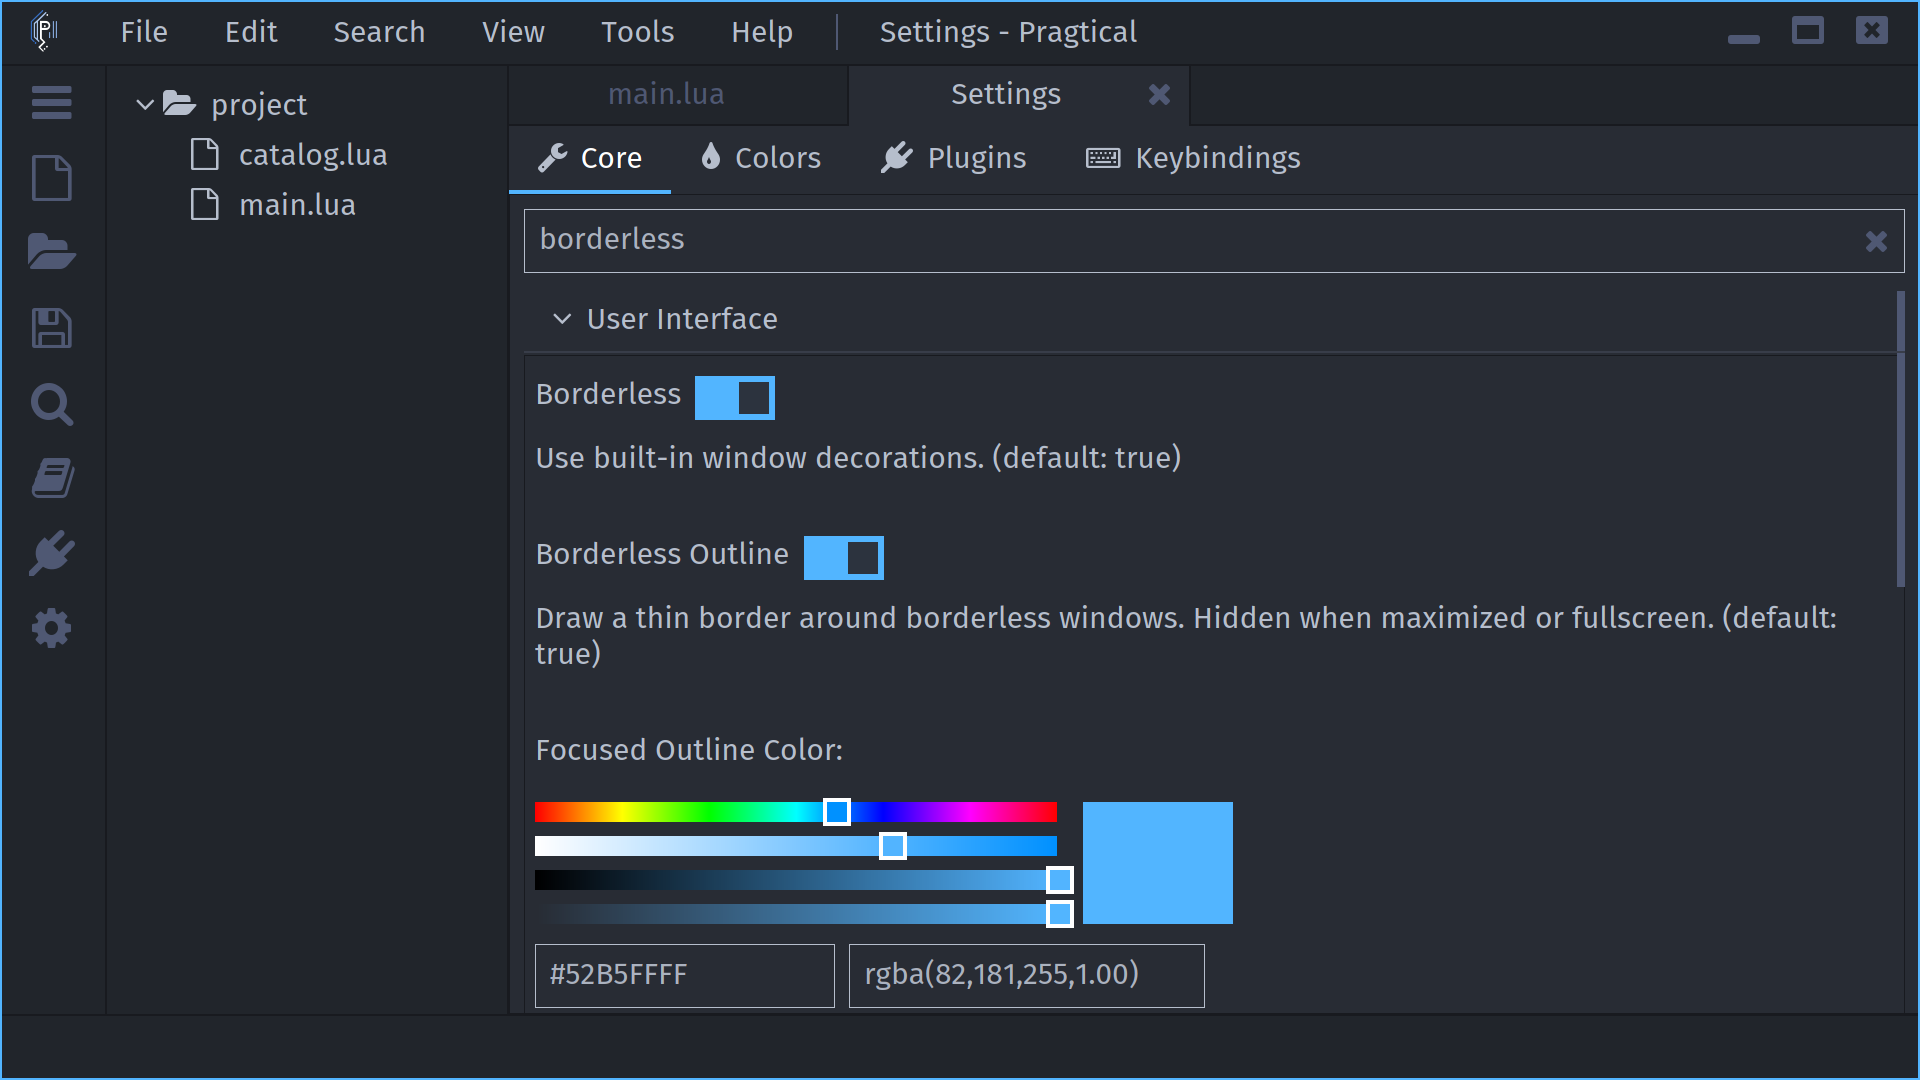 File Edit Search View Tools Help Settings - Pragtical
project
catalog.lua
main.lua
main.lua Settings
Core Colors Plugins Keybindings
borderless
User Interface
Borderless
Use built-in window decorations. (default: true)
Borderless Outline
Draw a thin border around borderless windows. Hidden when maximized or fullscreen. (default:
true)
Focused Outline Color:
#52B5FFFF rgba(82,181,255,1.00)